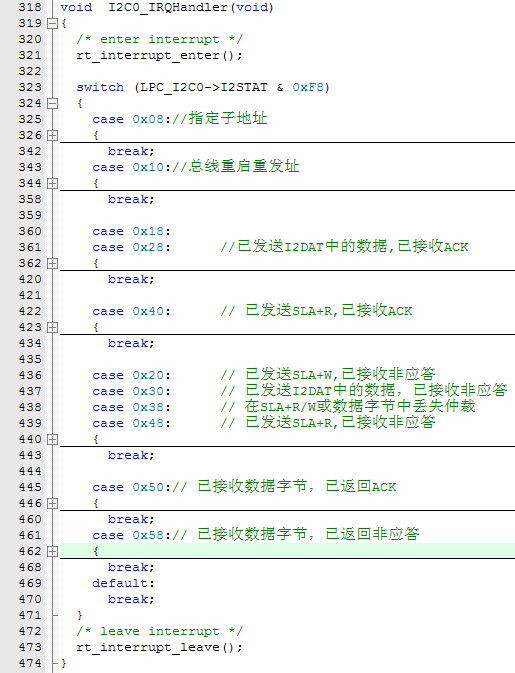 318 void  I2C0_IRQHandler(void)
319 {
320   /* enter interrupt */
321   rt_interrupt_enter();
322
323   switch (LPC_I2C0->I2STAT & 0xF8)
324   {
325     case 0x08://指定子地址
326     {
342       break;
343     case 0x10://总线重启重发址
344     {
358       break;
359
360     case 0x18:
361     case 0x28:      //已发送I2DAT中的数据,已接收ACK
362     {
420       break;
421
422     case 0x40:      // 已发送SLA+R,已接收ACK
423     {
434       break;
435
436     case 0x20:      // 已发送SLA+W,已接收非应答
437     case 0x30:      // 已发送I2DAT中的数据，已接收非应答
438     case 0x38:      // 在SLA+R/W或数据字节中丢失仲裁
439     case 0x48:      // 已发送SLA+R,已接收非应答
440     {
443       break;
444
445     case 0x50:// 已接收数据字节，已返回ACK
446     {
460       break;
461     case 0x58:// 已接收数据字节，已返回非应答
462     {
468       break;
469     default:
470       break;
471   }
472   /* leave interrupt */
473   rt_interrupt_leave();
474 }